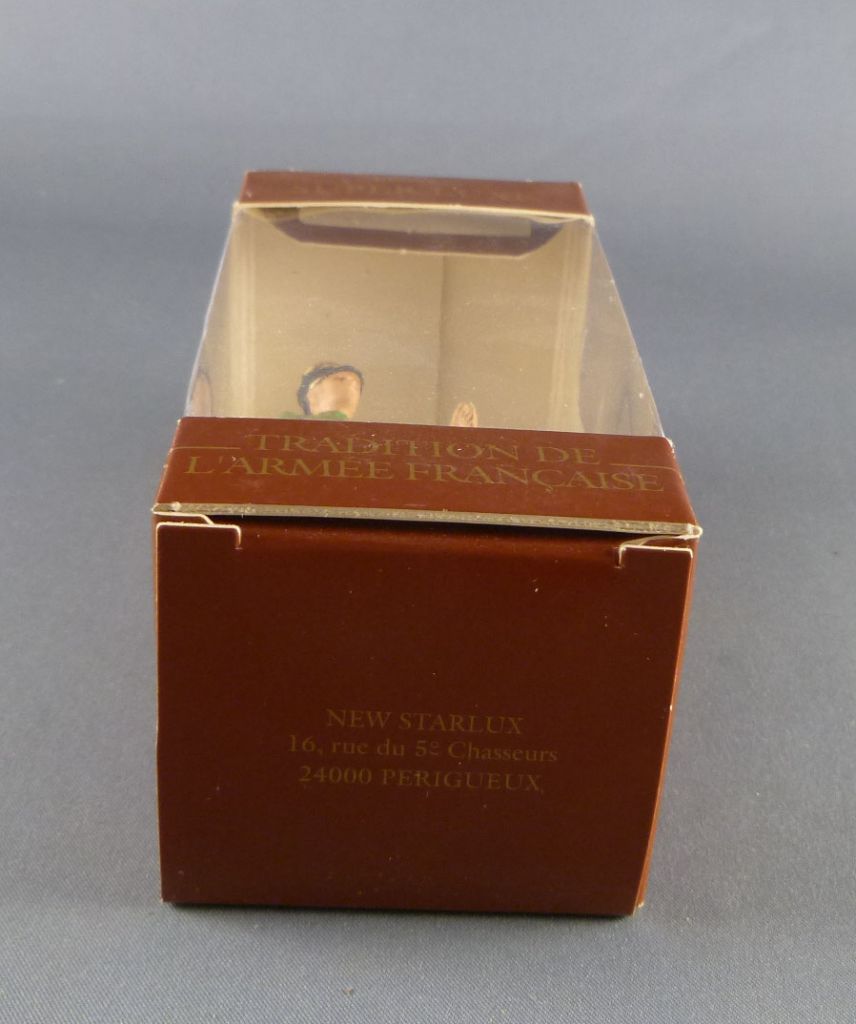 TRADITION DE
L'ARMÉE FRANÇAISE
NEW STARLUX
16, rue du 5e Chasseurs
24000 PERIGUEUX